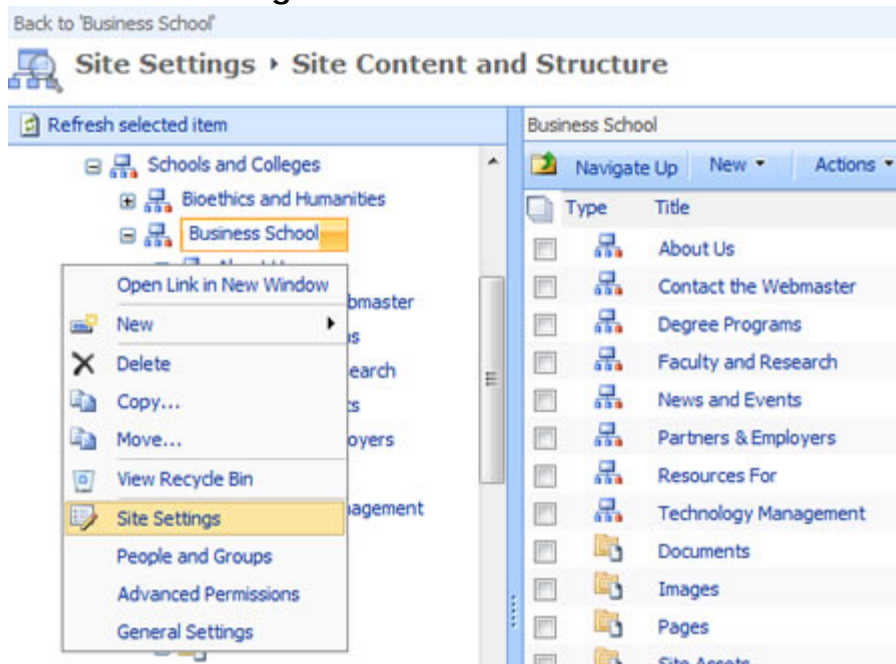 Back to 'Business School'
Site Settings › Site Content and Structure
Refresh selected item
Schools and Colleges
Bioethics and Humanities
Business School
Open Link in New Window
New
Delete
Copy...
Move...
View Recycle Bin
Site Settings
People and Groups
Advanced Permissions
General Settings
bmaster
earch
oyers
agement
Business School
Navigate Up New Actions
Type Title
About Us
Contact the Webmaster
Degree Programs
Faculty and Research
News and Events
Partners & Employers
Resources For
Technology Management
Documents
Images
Pages
Site Assets